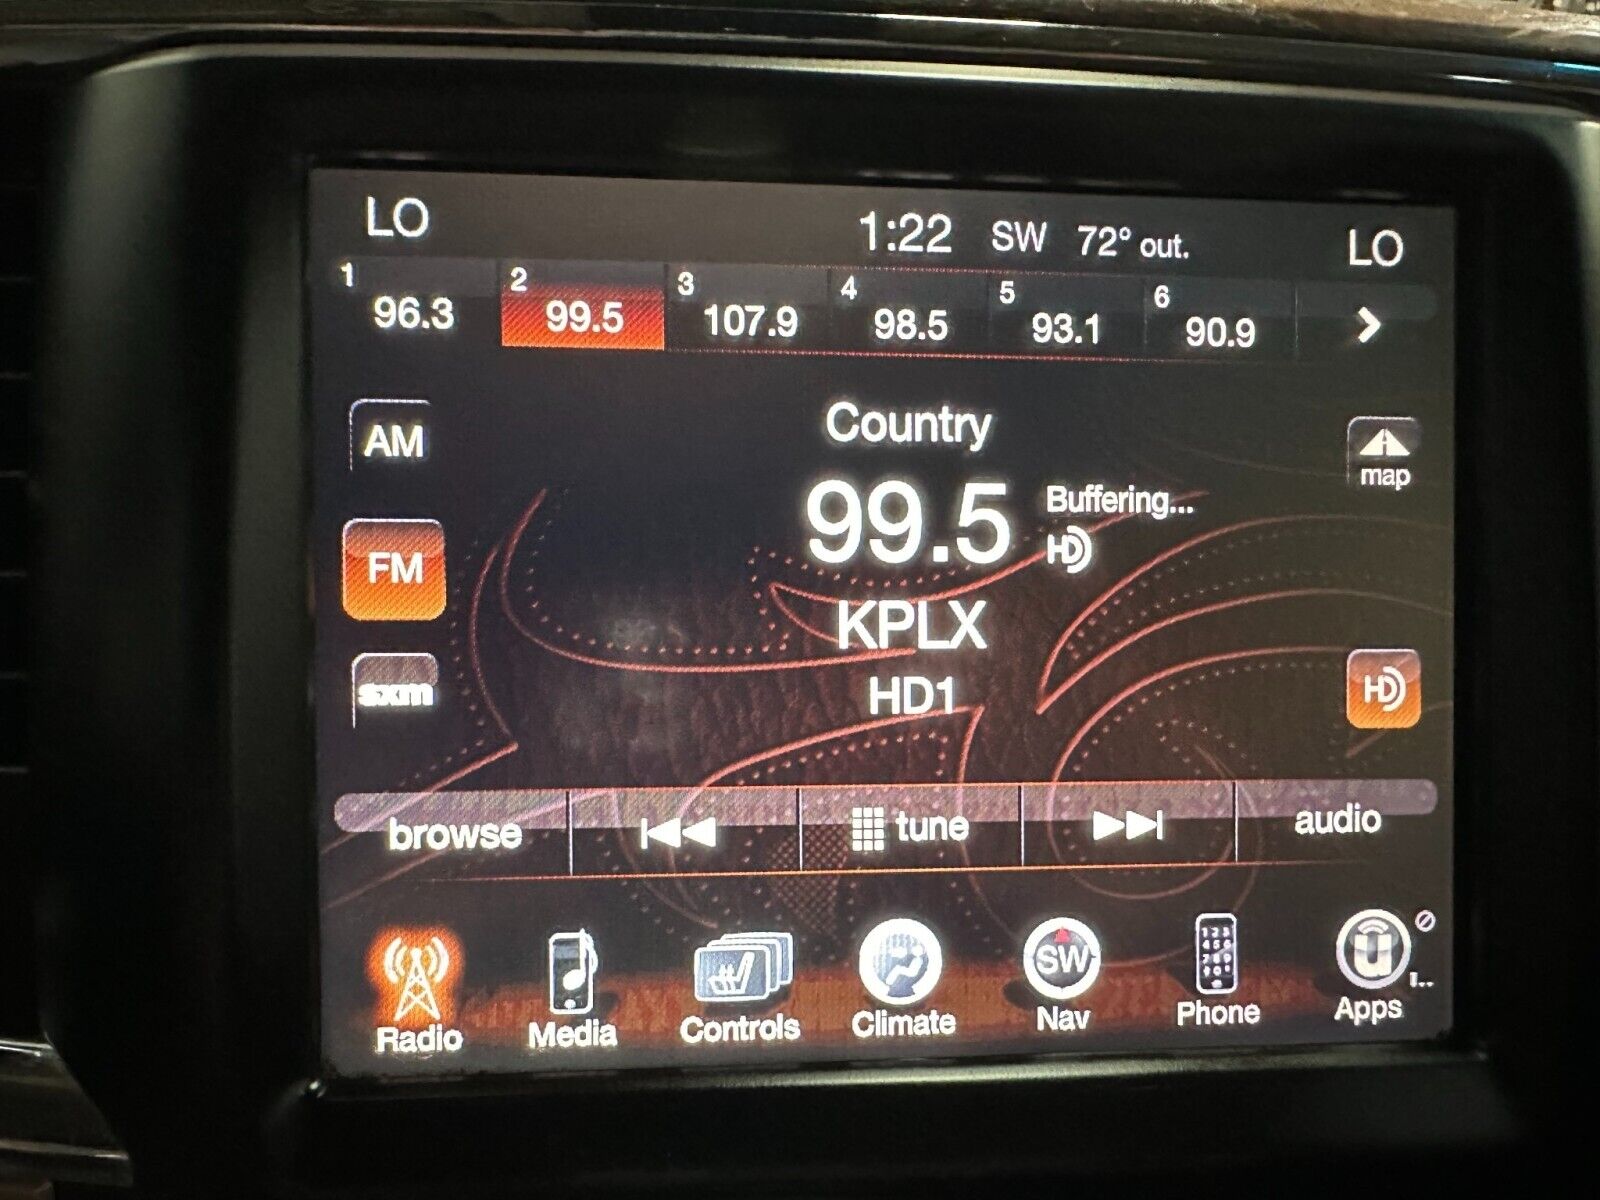 LO 1:22 SW 72° out. LO
1 96.3 2 99.5 3 107.9 4 98.5 5 93.1 6 90.9
AM
Country
map
99.5 Buffering...
HD
FM
KPLX
sxm
HD1
HD
browse tune audio
SW
Radio Media Controls Climate Nav Phone Apps